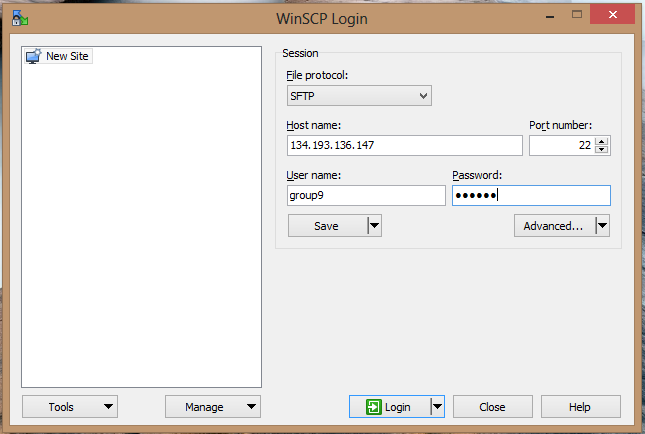 WinSCP Login
New Site
Session
File protocol:
SFTP
Host name:
Port number:
134.193.136.147
22
User name:
Password:
group9
●●●●●●
Save
Advanced...
Tools
Manage
Login
Close
Help